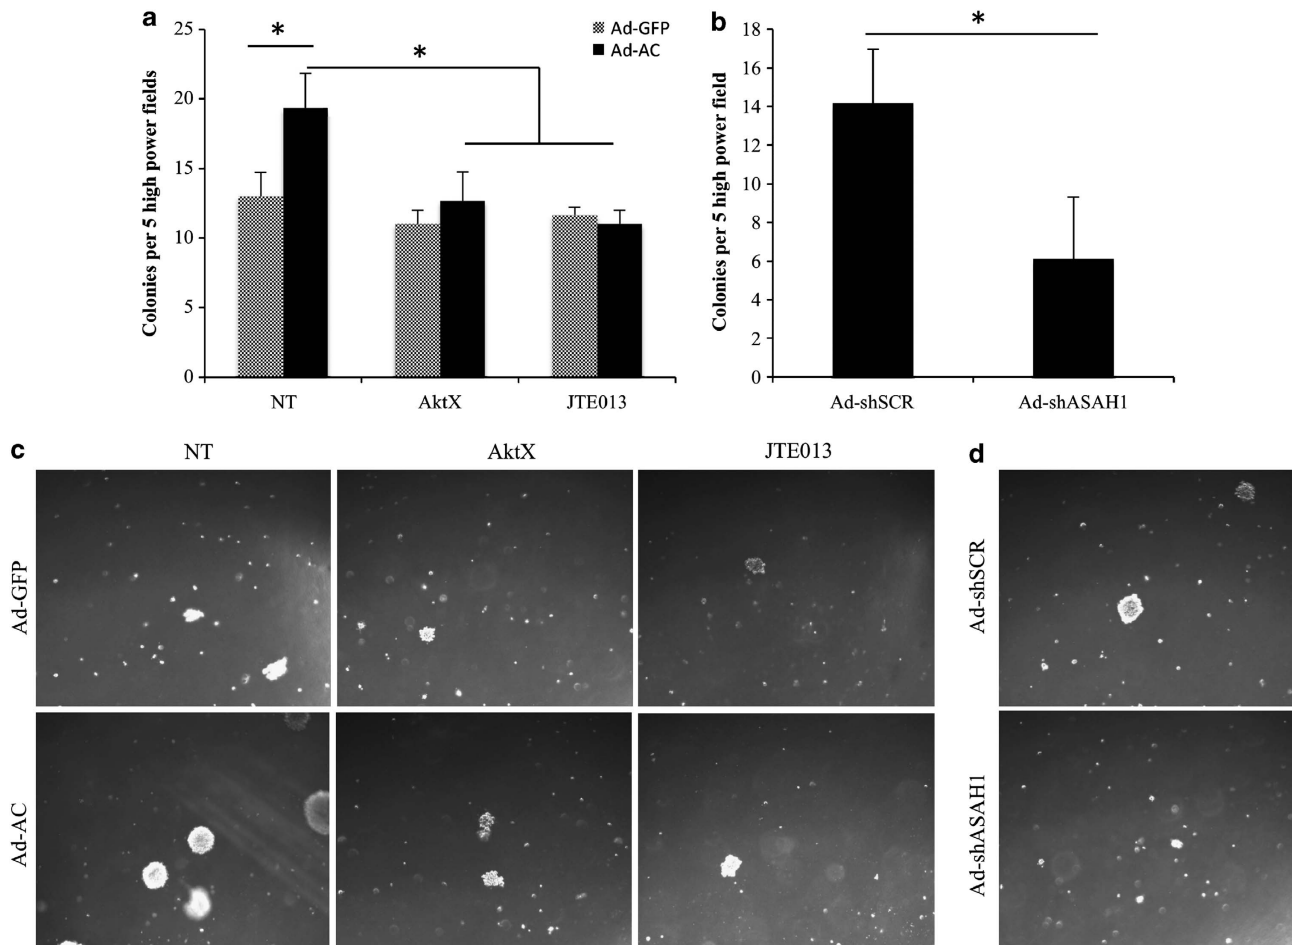 a
Colonies per 5 high power fields
25
20
15
10
5
0
*
*
Ad-GFP
Ad-AC
NT
AktX
JTE013
b
Colonies per 5 high power field
18
16
14
12
10
8
6
4
2
0
*
Ad-shSCR
Ad-shASAH1
c
NT
AktX
JTE013
Ad-GFP
Ad-AC
d
Ad-shSCR
Ad-shASAH1